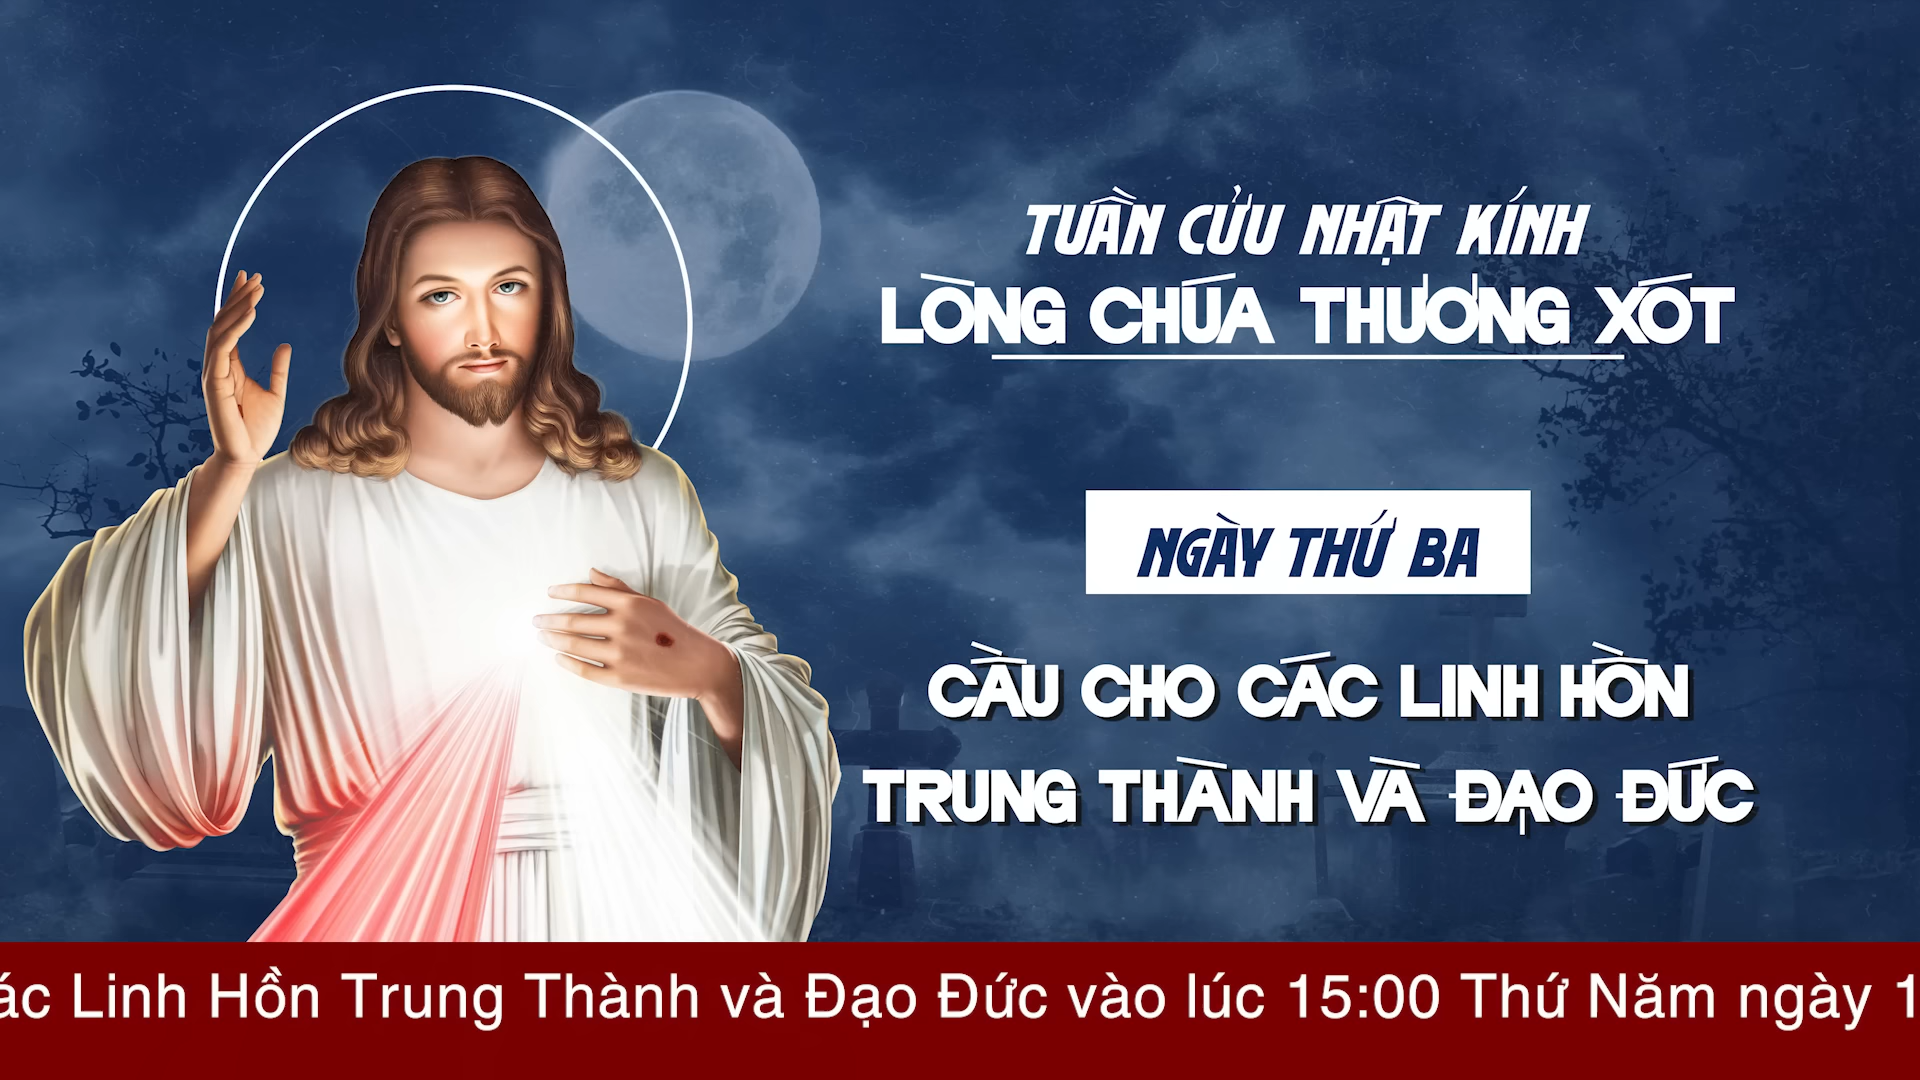 TUẦN CỬU NHẬT KÍNH
LÒNG CHÚA THƯƠNG XÓT
NGÀY THỨ BA
CẦU CHO CÁC LINH HỒN
TRUNG THÀNH VÀ ĐẠO ĐỨC
ác Linh Hồn Trung Thành và Đạo Đức vào lúc 15:00 Thứ Năm ngày 1